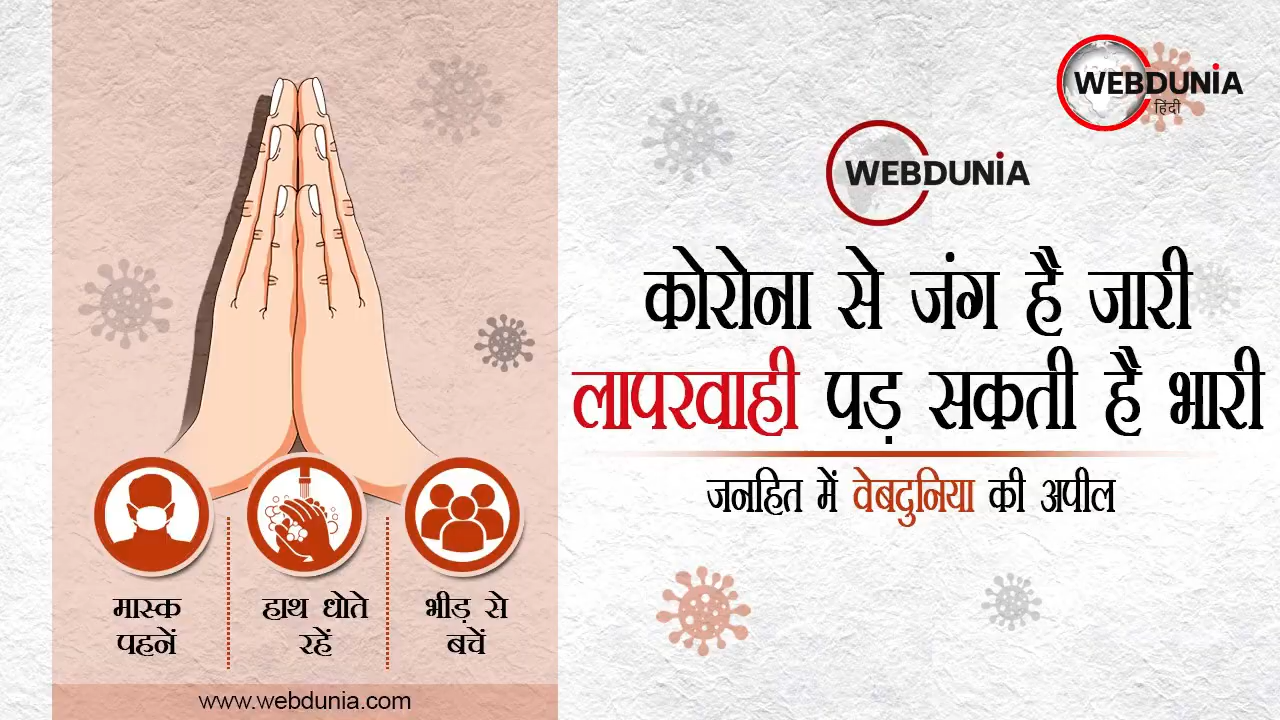 WEBDUNIA
हिंदी
WEBDUNIA
कोरोना से जंग है जारी
लापरवाही पड़ सकती है भारी
जनहित में वेबदुनिया की अपील
मास्क
पहनें
हाथ धोते
रहें
भीड़ से
बचें
www.webdunia.com